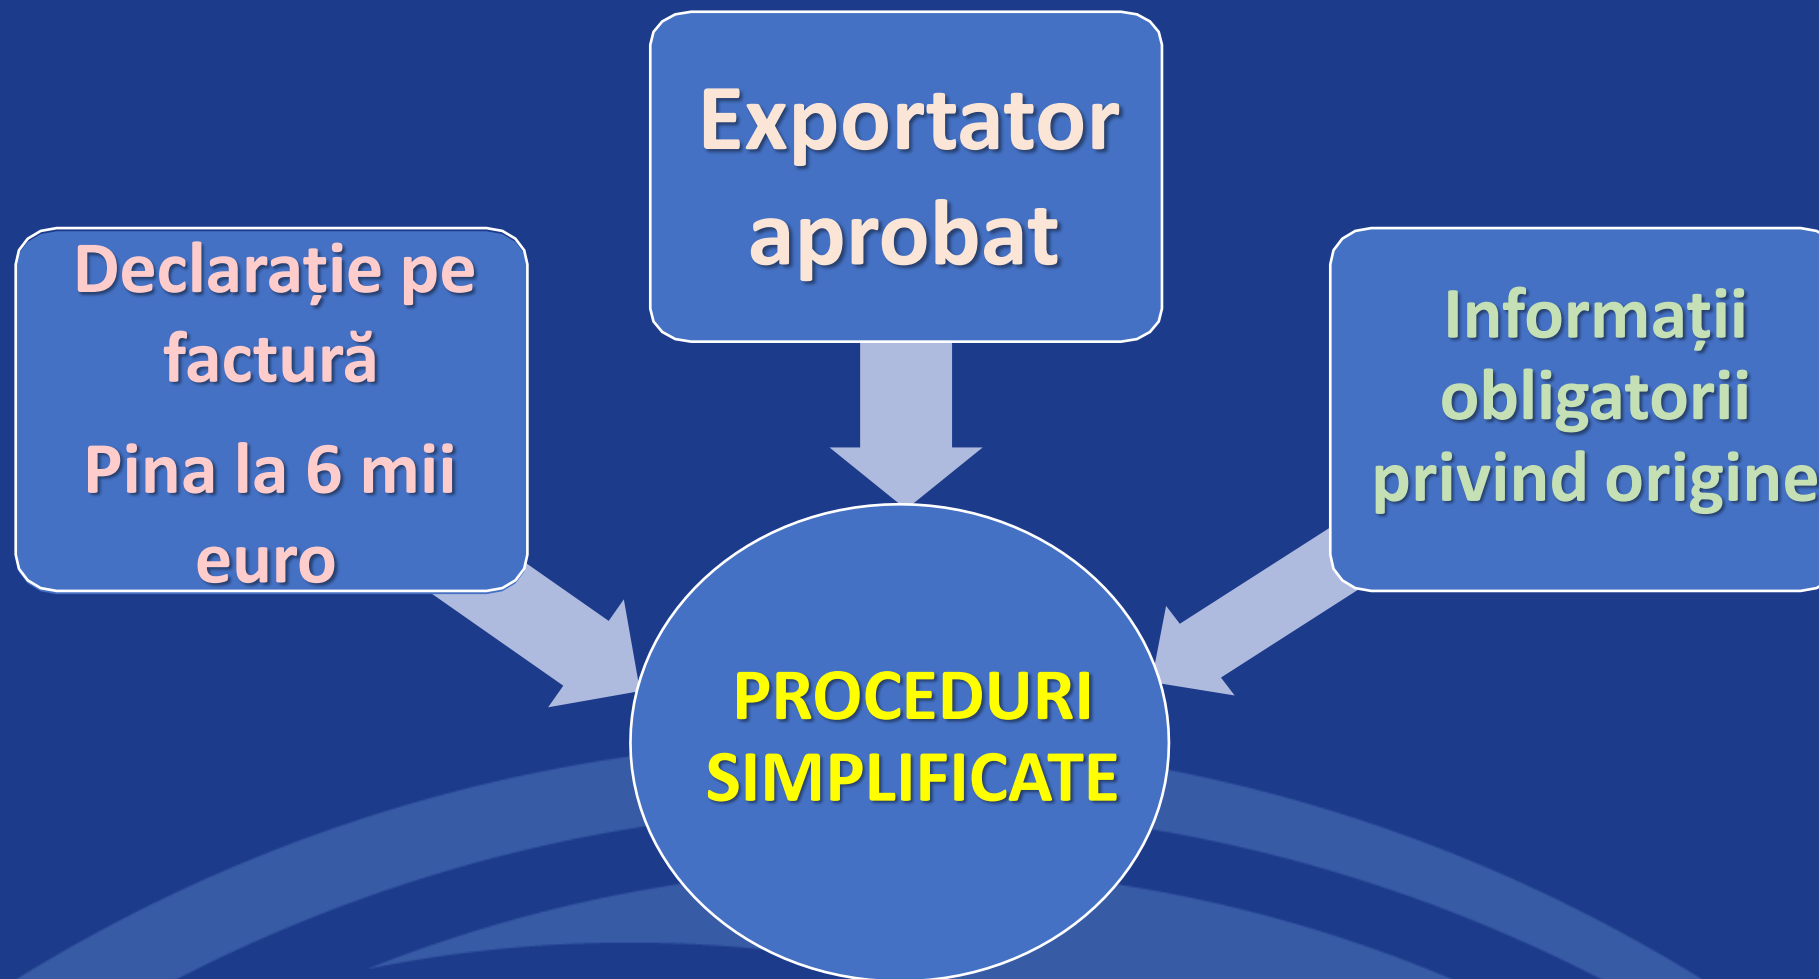 Exportator
aprobat
Declarație pe
factură
Pina la 6 mii
euro
Informații
obligatorii
privind origine
PROCEDURI
SIMPLIFICATE